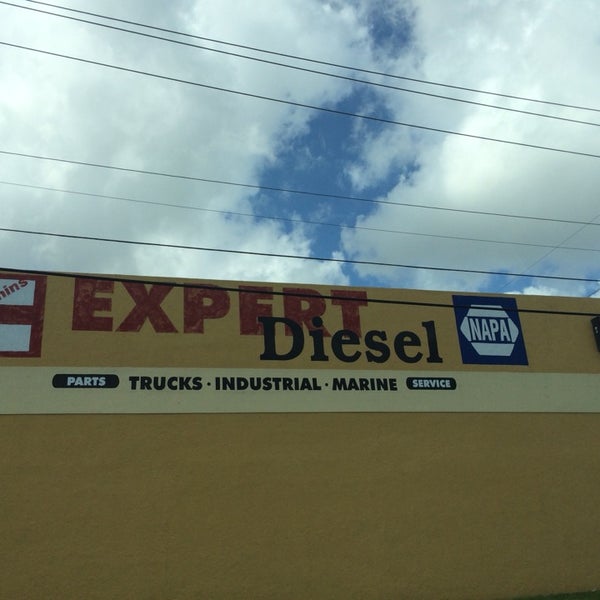 EXPERT
Diesel
NAPA
PARTS TRUCKS · INDUSTRIAL · MARINE SERVICE